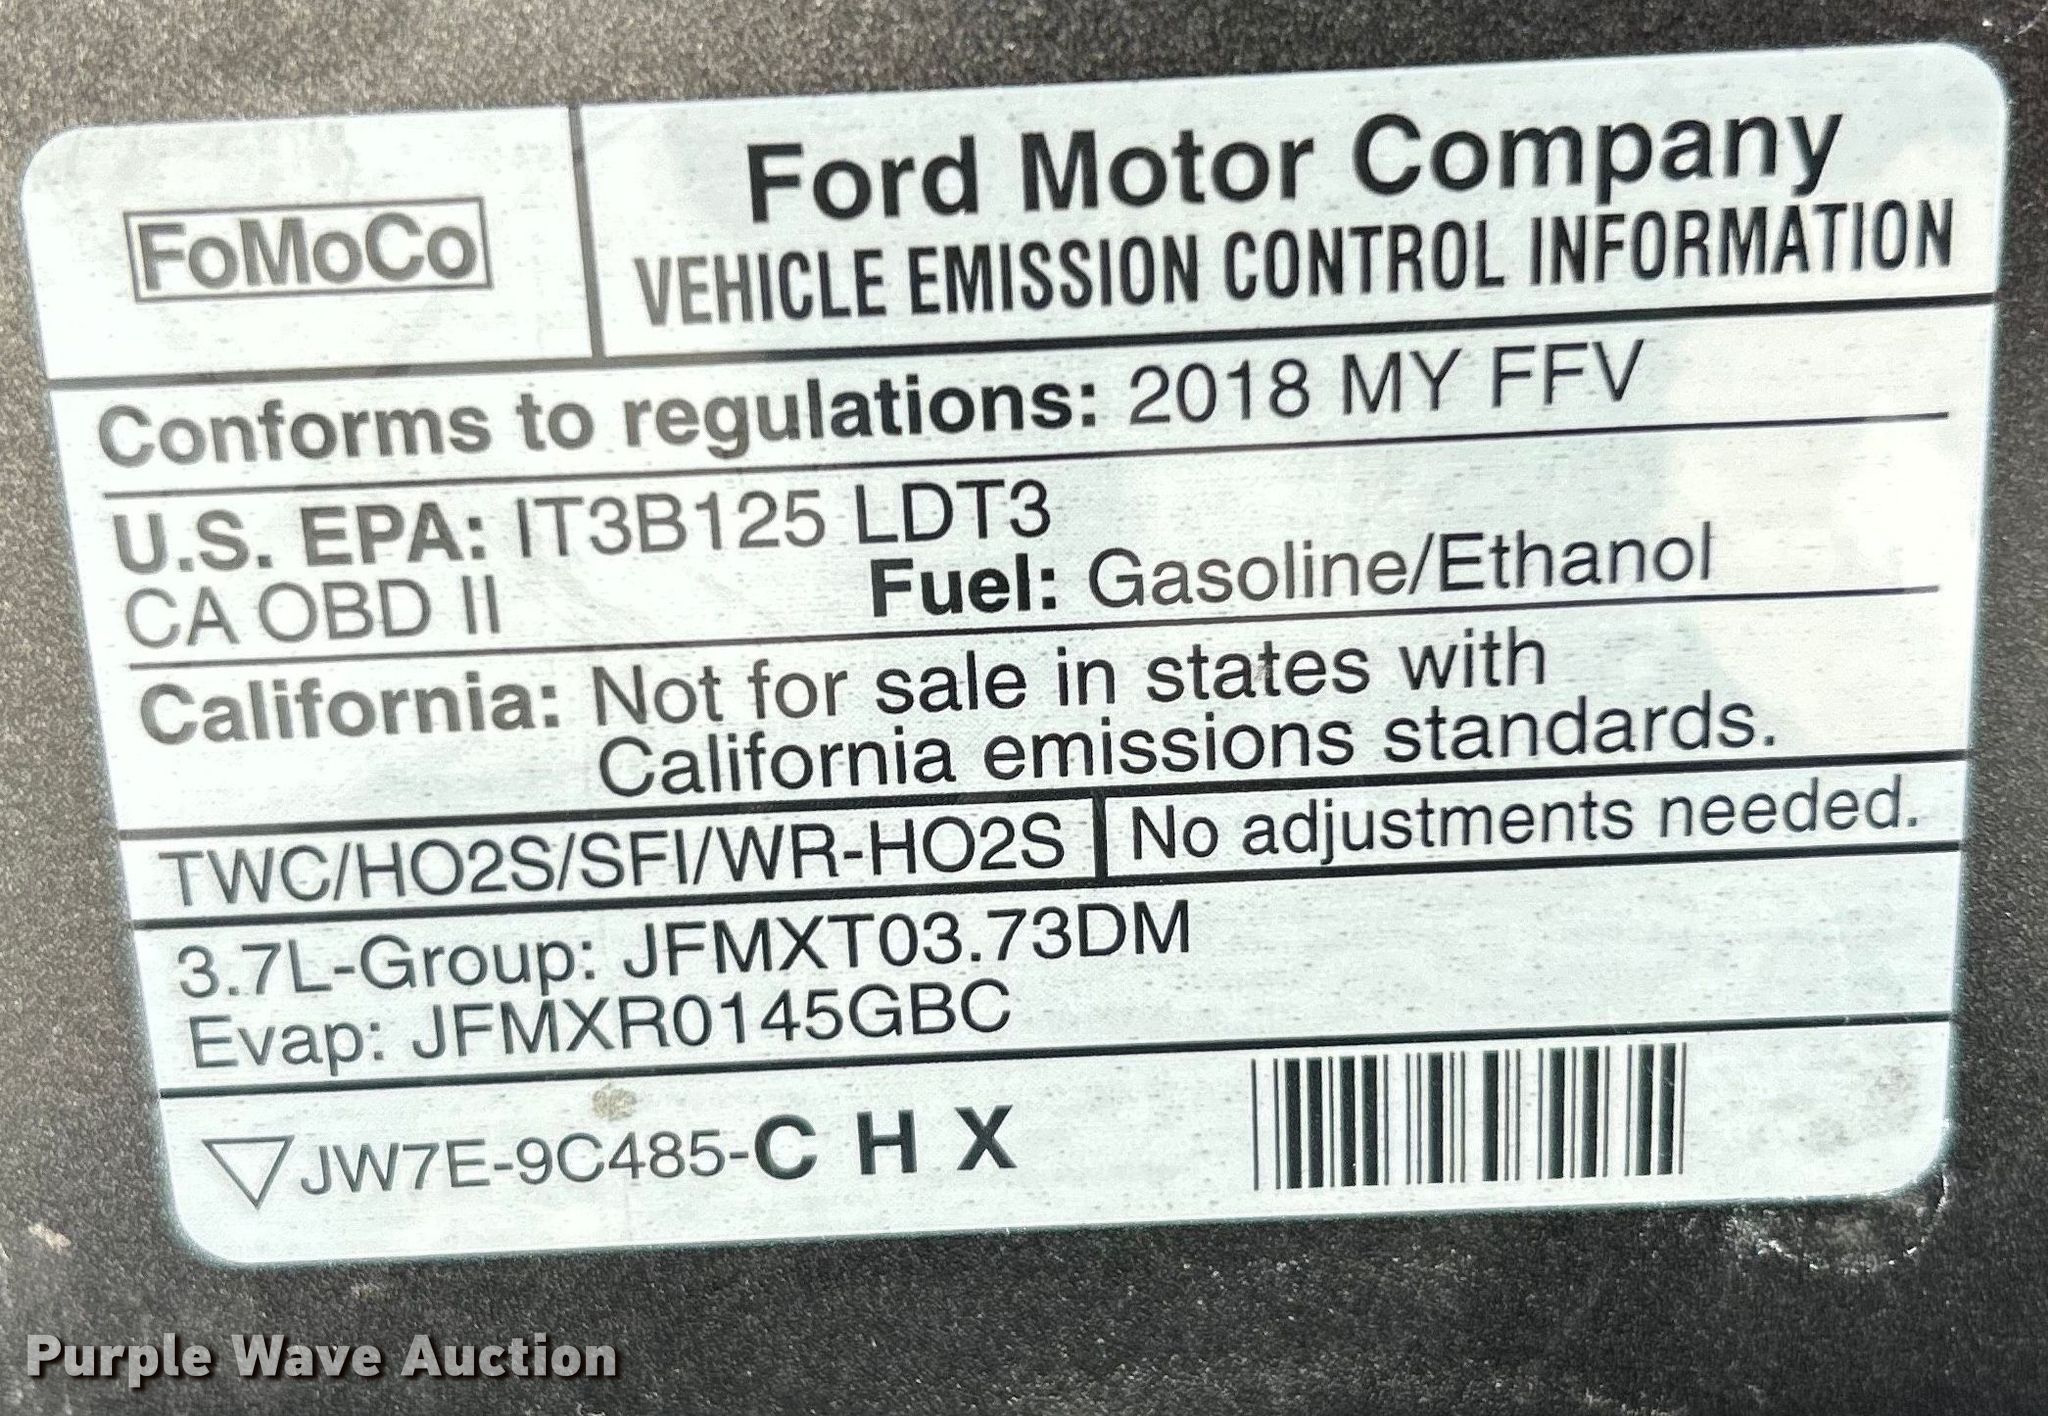 FoMoCo
Ford Motor Company
VEHICLE EMISSION CONTROL INFORMATION
Conforms to regulations: 2018 MY FFV
U.S. EPA: IT3B125 LDT3
CA OBD II Fuel: Gasoline/Ethanol
California: Not for sale in states with
California emissions standards.
TWC/HO2S/SFI/WR-HO2S No adjustments needed.
3.7L-Group: JFMXT03.73DM
Evap: JFMXR0145GBC
JW7E-9C485-C H X
Purple Wave Auction